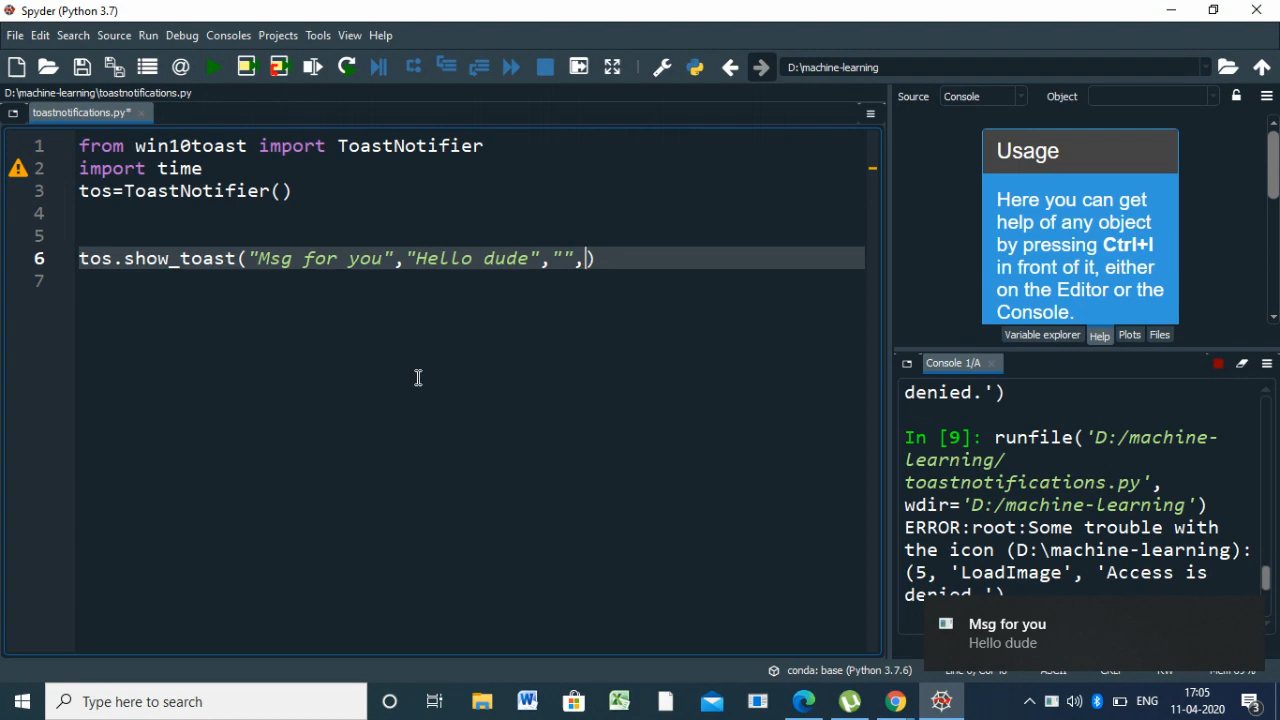 Spyder (Python 3.7)
File Edit Search Source Run Debug Consoles Projects Tools View Help
D:\machine-learning
D:\machine-learning\toastnotifications.py
toastnotifications.py*
1 from win10toast import ToastNotifier
2 import time
3 tos=ToastNotifier()
4
5
6 tos.show_toast("Msg for you","Hello dude","",)
7
Source Console Object
Usage
Here you can get
help of any object
by pressing Ctrl+I
in front of it, either
on the Editor or the
Console.
Variable explorer Help Plots Files
Console 1/A
denied.')
In [9]: runfile('D:/machine-
learning/
toastnotifications.py',
wdir='D:/machine-learning')
ERROR:root:Some trouble with
the icon (D:\machine-learning):
(5, 'LoadImage', 'Access is
denied.')
Msg for you
Hello dude
conda: base (Python 3.7.6)
Type here to search
ENG
17:05
11-04-2020
3